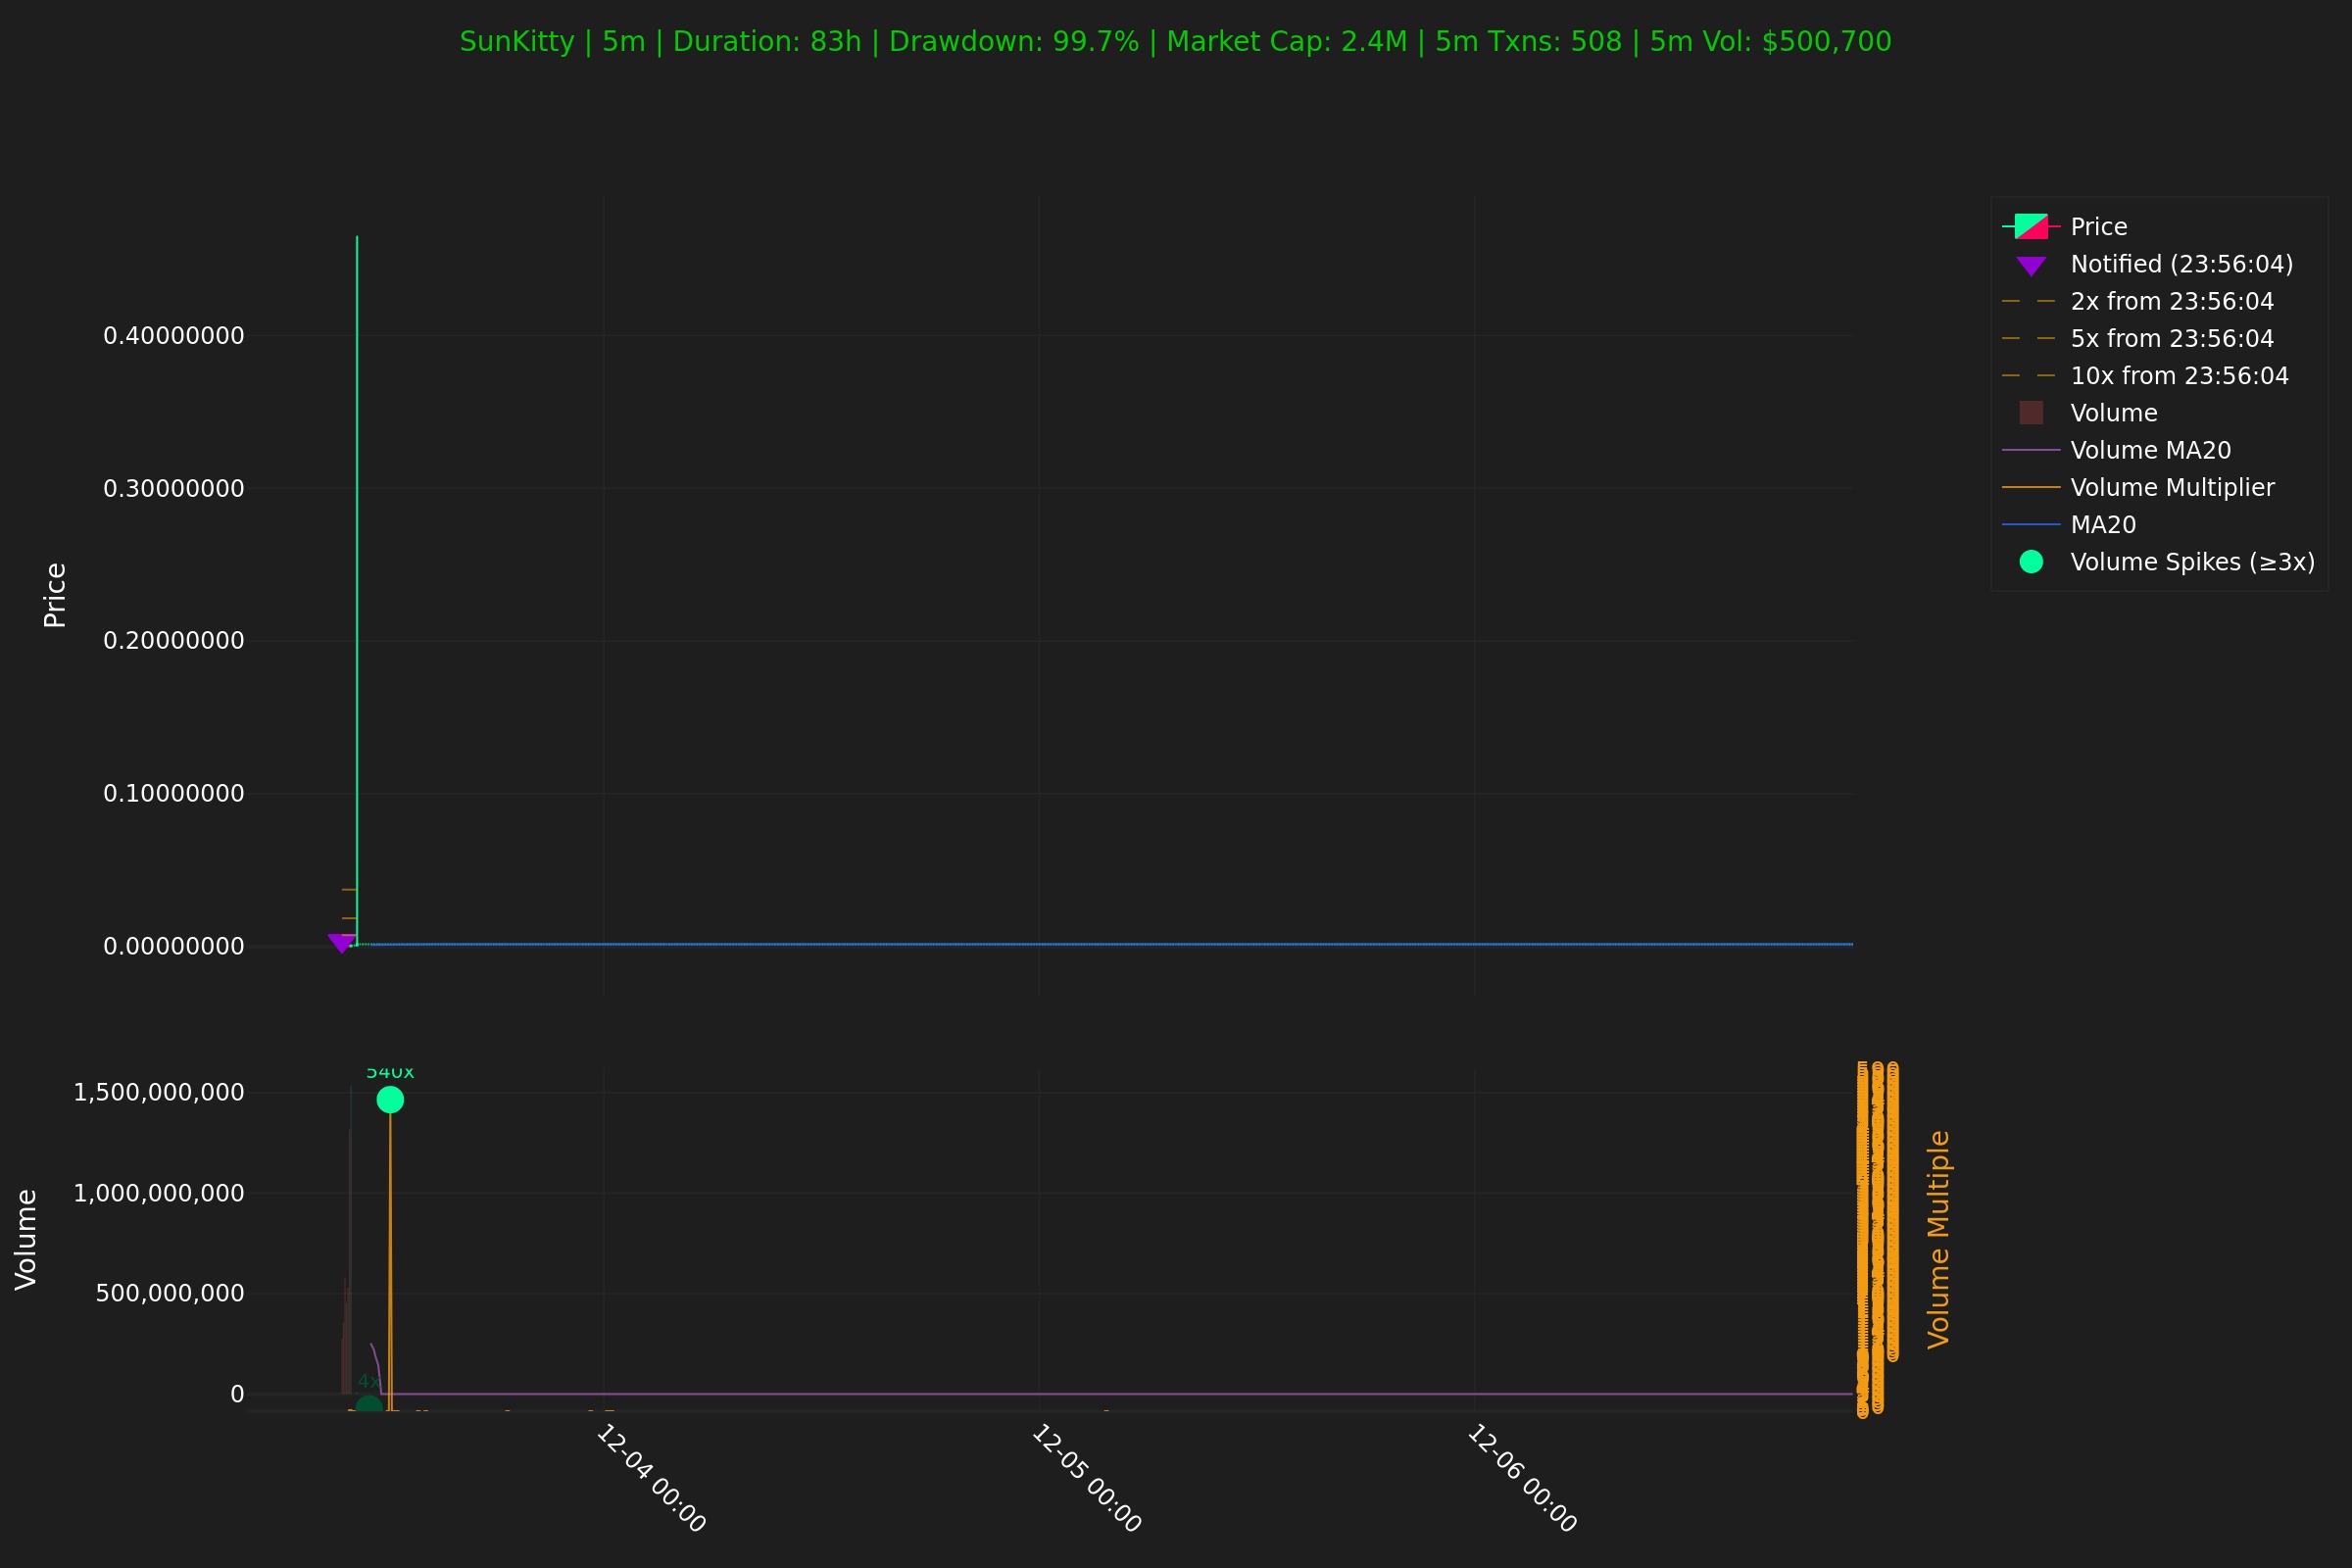 SunKitty | 5m | Duration: 83h | Drawdown: 99.7% | Market Cap: 2.4M | 5m Txns: 508 | 5m Vol: $500,700
Price
Notified (23:56:04)
2x from 23:56:04
5x from 23:56:04
10x from 23:56:04
Volume
Volume MA20
Volume Multiplier
MA20
Volume Spikes (≥3x)
Price
0.40000000
0.30000000
0.20000000
0.10000000
0.00000000
Volume
1,500,000,000
1,000,000,000
500,000,000
0
540x
4x
Volume Multiple
12-04 00:00
12-05 00:00
12-06 00:00